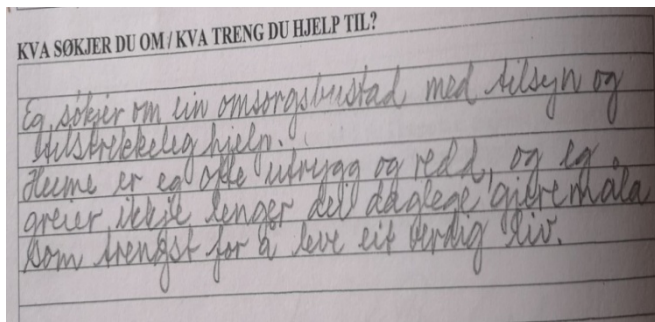 KVA SØKJER DU OM / KVA TRENG DU HJELP TIL?
Eg søkjer om ein omsorgsbustad med tilsyn og
tilstrekkeleg hjelp.
Heime er eg ofte utrygg og redd, og eg
greier ikkje lenger dei daglege gjeremåla
som trengst for å leve eit verdig liv.